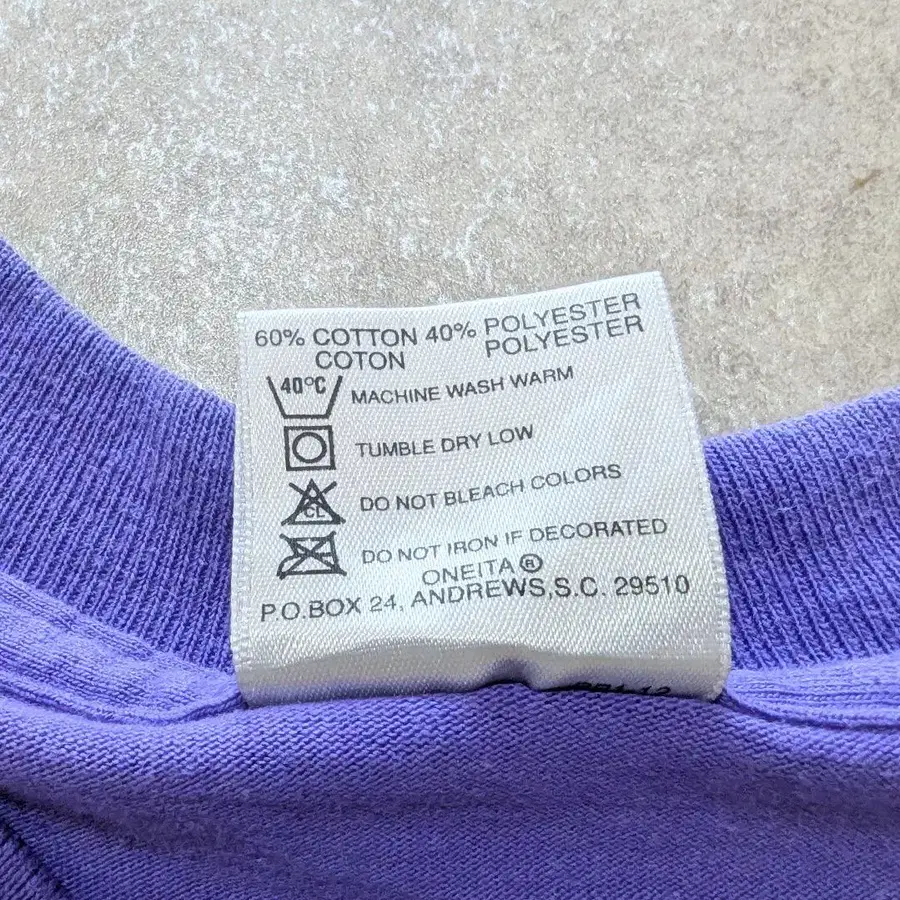 60% COTTON 40% POLYESTER
COTON POLYESTER
40°C MACHINE WASH WARM
TUMBLE DRY LOW
CL DO NOT BLEACH COLORS
DO NOT IRON IF DECORATED
ONEITA ®
P.O.BOX 24, ANDREWS,S.C. 29510